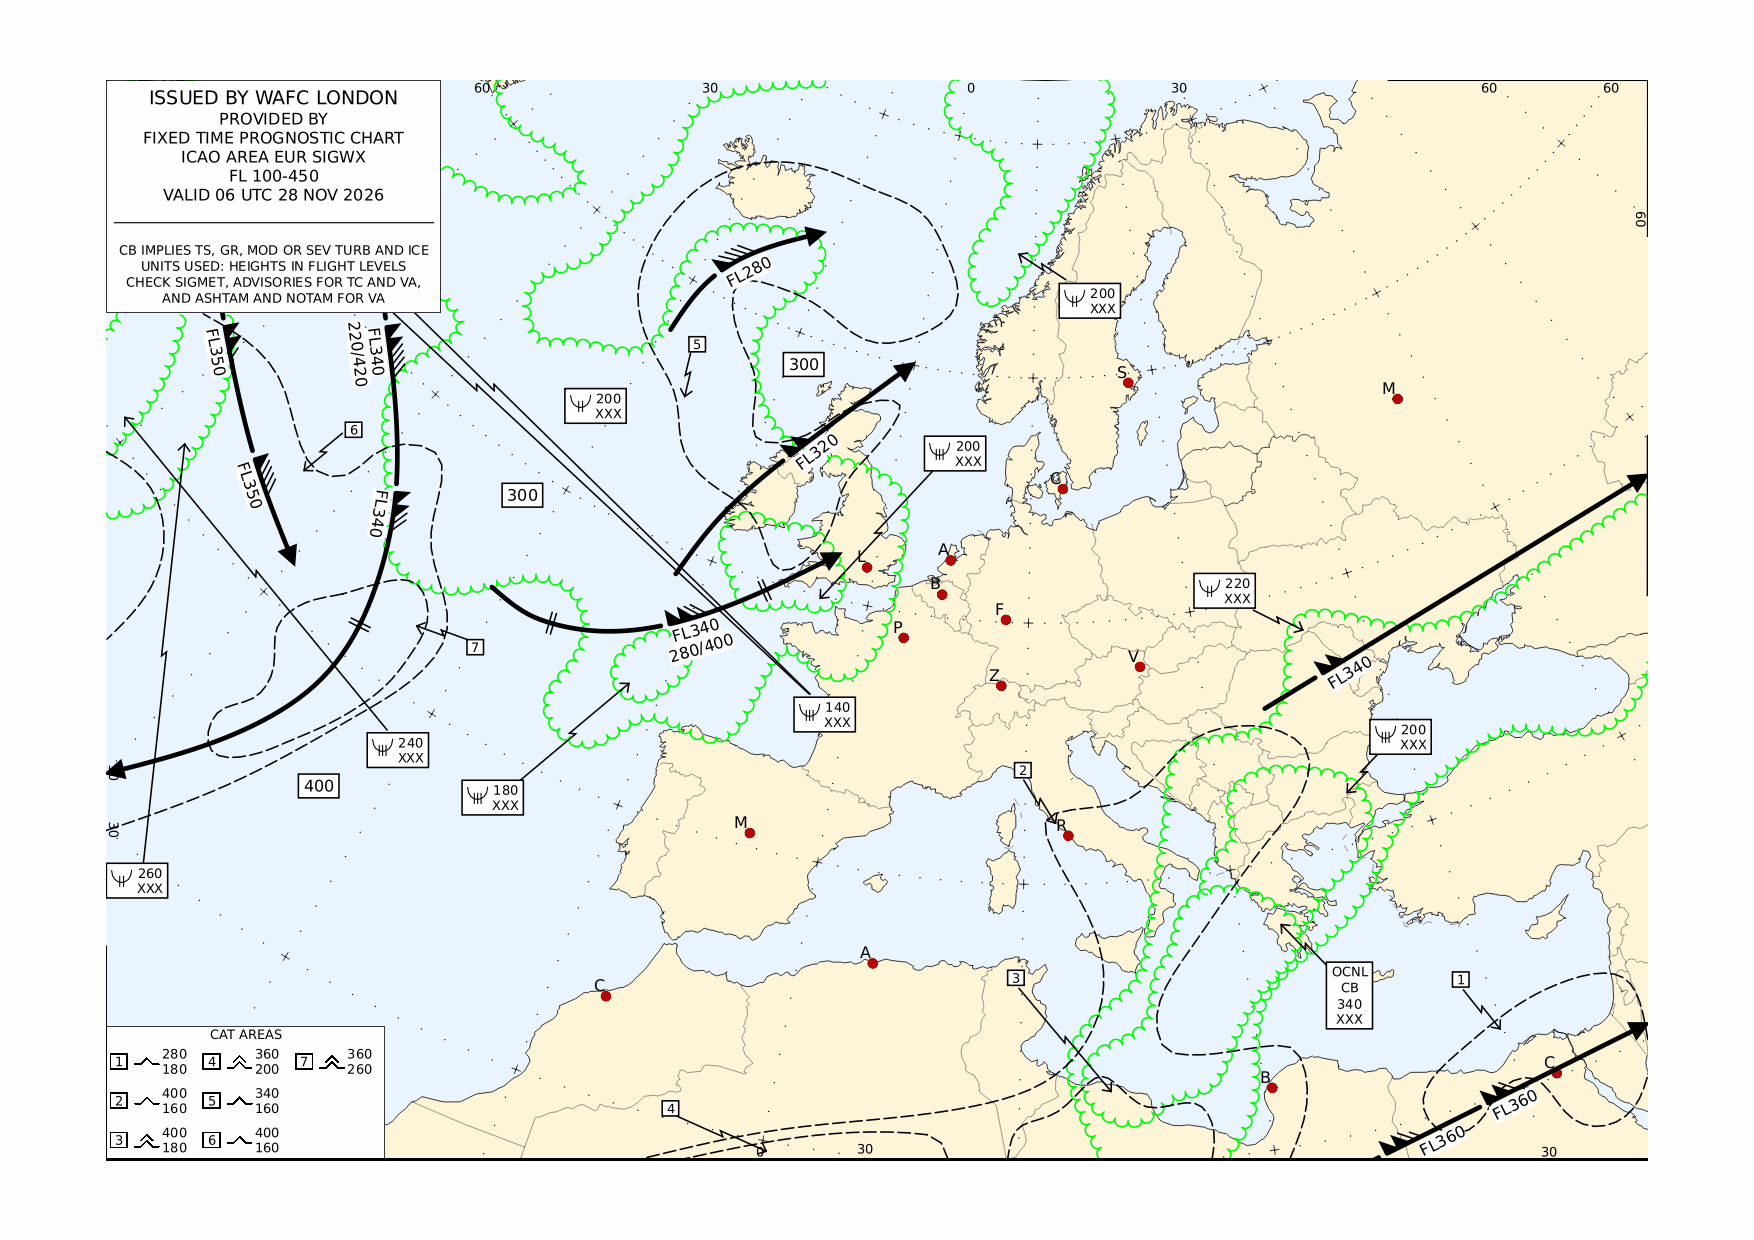 ISSUED BY WAFC LONDON
PROVIDED BY
FIXED TIME PROGNOSTIC CHART
ICAO AREA EUR SIGWX
FL 100-450
VALID 06 UTC 28 NOV 2026
CB IMPLIES TS, GR, MOD OR SEV TURB AND ICE
UNITS USED: HEIGHTS IN FLIGHT LEVELS
CHECK SIGMET, ADVISORIES FOR TC AND VA,
AND ASHTAM AND NOTAM FOR VA
60
30
0
30
60
60
60
FL280
200
XXX
FL350
FL340
220/420
5
300
S
M
200
XXX
6
200
XXX
FL320
FL350
FL340
300
C
A
L
B
220
XXX
F
P
7
FL340
280/400
V
Z
FL340
140
XXX
240
XXX
200
XXX
2
400
180
XXX
30
M
R
260
XXX
A
C
3
OCNL
CB
340
XXX
1
CAT AREAS
1
280
180
4
360
200
7
360
260
2
400
160
5
340
160
3
400
180
6
400
160
4
B
C
FL360
FL360
0
30
30